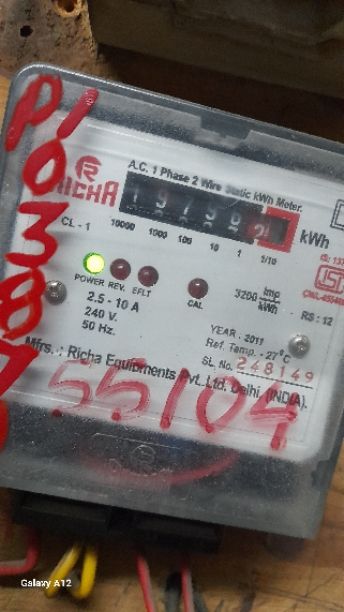 RICHA
A.C. 1 Phase 2 Wire Static kWh Meter.
kWh
CL - 1
10000 1000 100 10 1 1/10
POWER REV. EFLT
CAL
3200 imp/kWh
2.5 - 10 A
240 V.
50 Hz.
RS : 12
YEAR - 2011
Ref. Temp. - 27°C
SL. No. 248149
Mfrs. : Richa Equipments Pvt. Ltd. Delhi, (INDIA).
55104
Galaxy A12